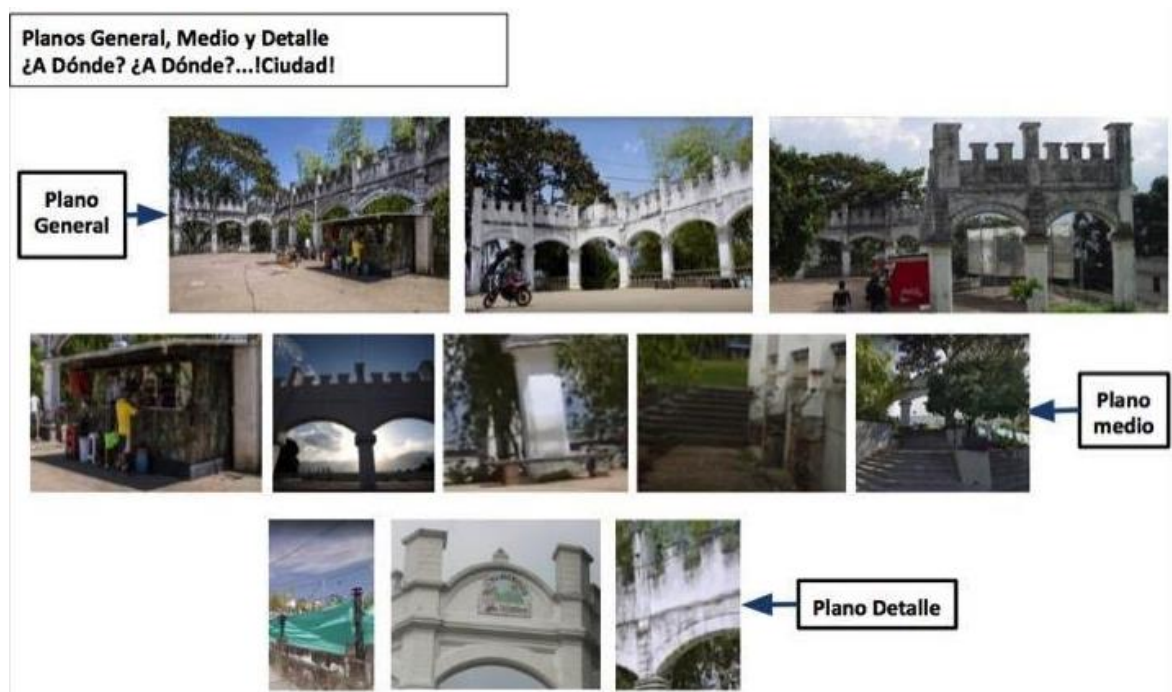 Planos General, Medio y Detalle
¿A Dónde? ¿A Dónde?...!Ciudad!
Plano
General
Plano
medio
Plano Detalle